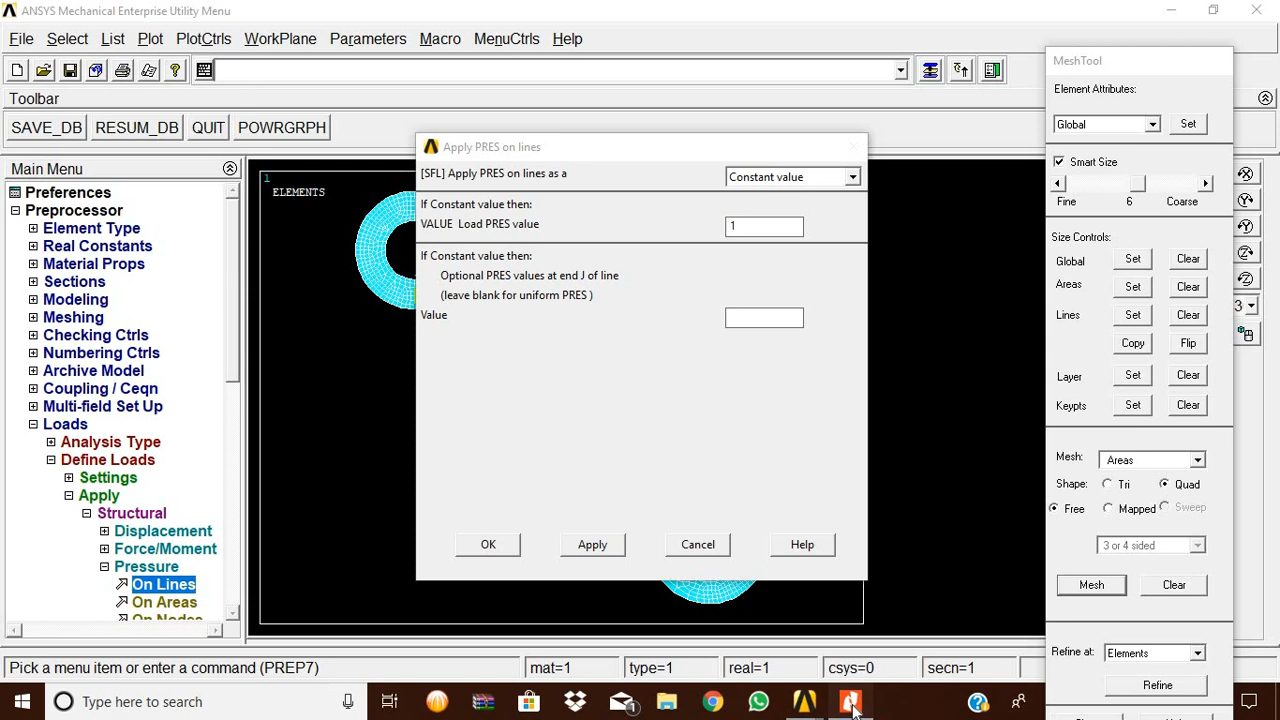 ANSYS Mechanical Enterprise Utility Menu
File Select List Plot PlotCtrls WorkPlane Parameters Macro MenuCtrls Help
Toolbar
SAVE_DB RESUM_DB QUIT POWRGRPH
Main Menu
Preferences
Preprocessor
Element Type
Real Constants
Material Props
Sections
Modeling
Meshing
Checking Ctrls
Numbering Ctrls
Archive Model
Coupling / Ceqn
Multi-field Set Up
Loads
Analysis Type
Define Loads
Settings
Apply
Structural
Displacement
Force/Moment
Pressure
On Lines
On Areas
On Nodes
1
ELEMENTS
Apply PRES on lines
[SFL] Apply PRES on lines as a
Constant value
If Constant value then:
VALUE Load PRES value
1
If Constant value then:
Optional PRES values at end J of line
(leave blank for uniform PRES )
Value
OK Apply Cancel Help
MeshTool
Element Attributes:
Global Set
Smart Size
Fine 6 Coarse
Size Controls:
Global Set Clear
Areas Set Clear
Lines Set Clear
Copy Flip
Layer Set Clear
Keypts Set Clear
Mesh: Areas
Shape: Tri Quad
Free Mapped Sweep
3 or 4 sided
Mesh Clear
Refine at: Elements
Refine
3
Pick a menu item or enter a command (PREP7) mat=1 type=1 real=1 csys=0 secn=1
Type here to search
1